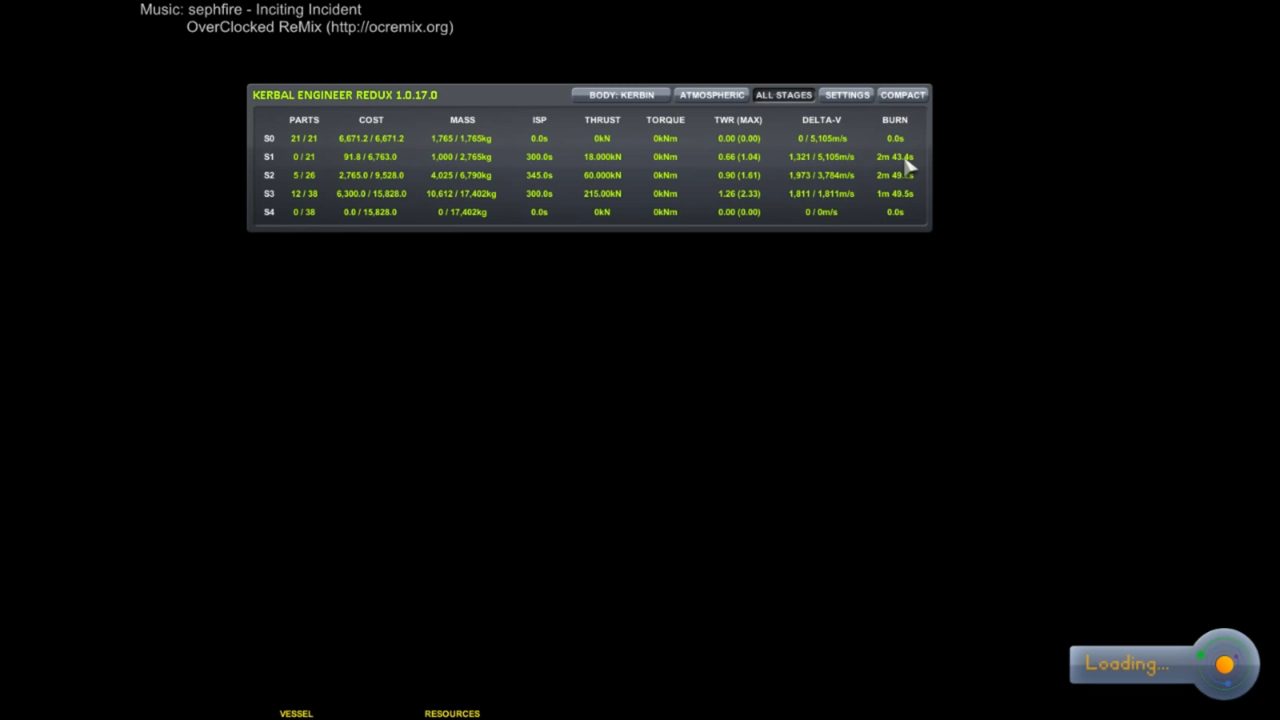 Music: sephfire - Inciting Incident
OverClocked ReMix (http://ocremix.org)
KERBAL ENGINEER REDUX 1.0.17.0 BODY: KERBIN ATMOSPHERIC ALL STAGES SETTINGS COMPACT
PARTS COST MASS ISP THRUST TORQUE TWR (MAX) DELTA-V BURN
S0 21 / 21 6,671.2 / 6,671.2 1,765 / 1,765kg 0.0s 0kN 0kNm 0.00 (0.00) 0 / 5,105m/s 0.0s
S1 0 / 21 91.8 / 6,763.0 1,000 / 2,765kg 300.0s 18.000kN 0kNm 0.66 (1.04) 1,321 / 5,105m/s 2m 43.4s
S2 5 / 26 2,765.0 / 9,528.0 4,025 / 6,790kg 345.0s 60.000kN 0kNm 0.90 (1.61) 1,973 / 3,784m/s 2m
S3 12 / 38 6,300.0 / 15,828.0 10,612 / 17,402kg 300.0s 215.00kN 0kNm 1.26 (2.33) 1,811 / 1,811m/s 1m 49.5s
S4 0 / 38 0.0 / 15,828.0 0 / 17,402kg 0.0s 0kN 0kNm 0.00 (0.00) 0 / 0m/s 0.0s
Loading...
VESSEL RESOURCES